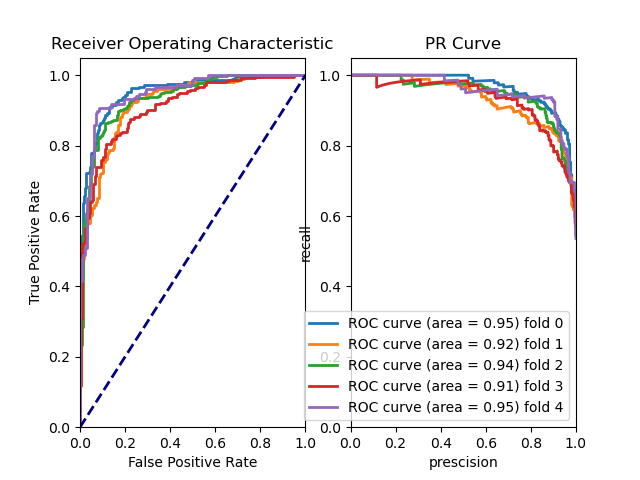 Receiver Operating Characteristic
PR Curve
1.0
0.8
0.6
0.4
0.2
0.0
True Positive Rate
0.0 0.2 0.4 0.6 0.8 1.0
False Positive Rate
1.0
0.8
0.6
0.4
0.2
0.0
recall
0.0 0.2 0.4 0.6 0.8 1.0
prescision
ROC curve (area = 0.95) fold 0
ROC curve (area = 0.92) fold 1
ROC curve (area = 0.94) fold 2
ROC curve (area = 0.91) fold 3
ROC curve (area = 0.95) fold 4